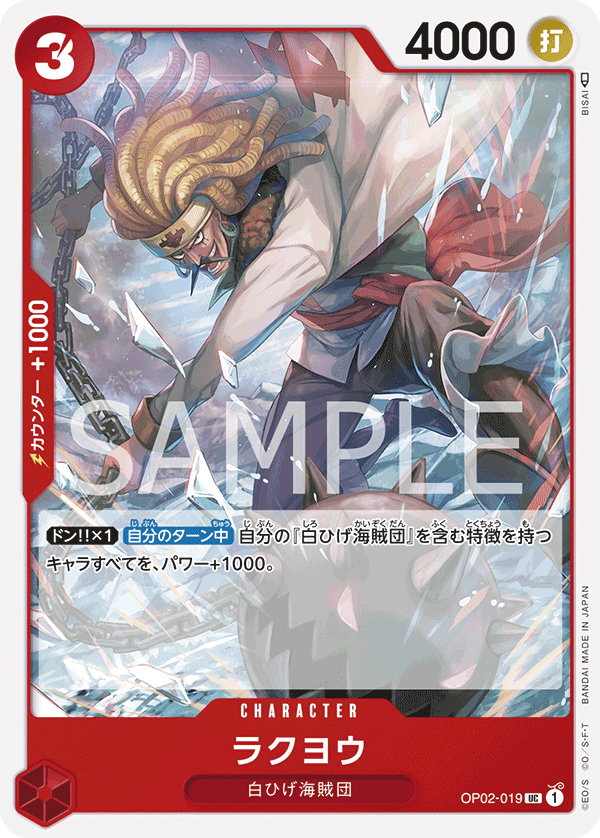 3
4000
打
BISAI
カウンター +1000
SAMPLE
ドン!!×1 自分のターン中 自分の『白ひげ海賊団』を含む特徴を持つ
キャラすべてを、パワー+1000。
CHARACTER
ラクヨウ
白ひげ海賊団
OP02-019 UC 1
©E.O/S ©O/S・F・T BANDAI MADE IN JAPAN